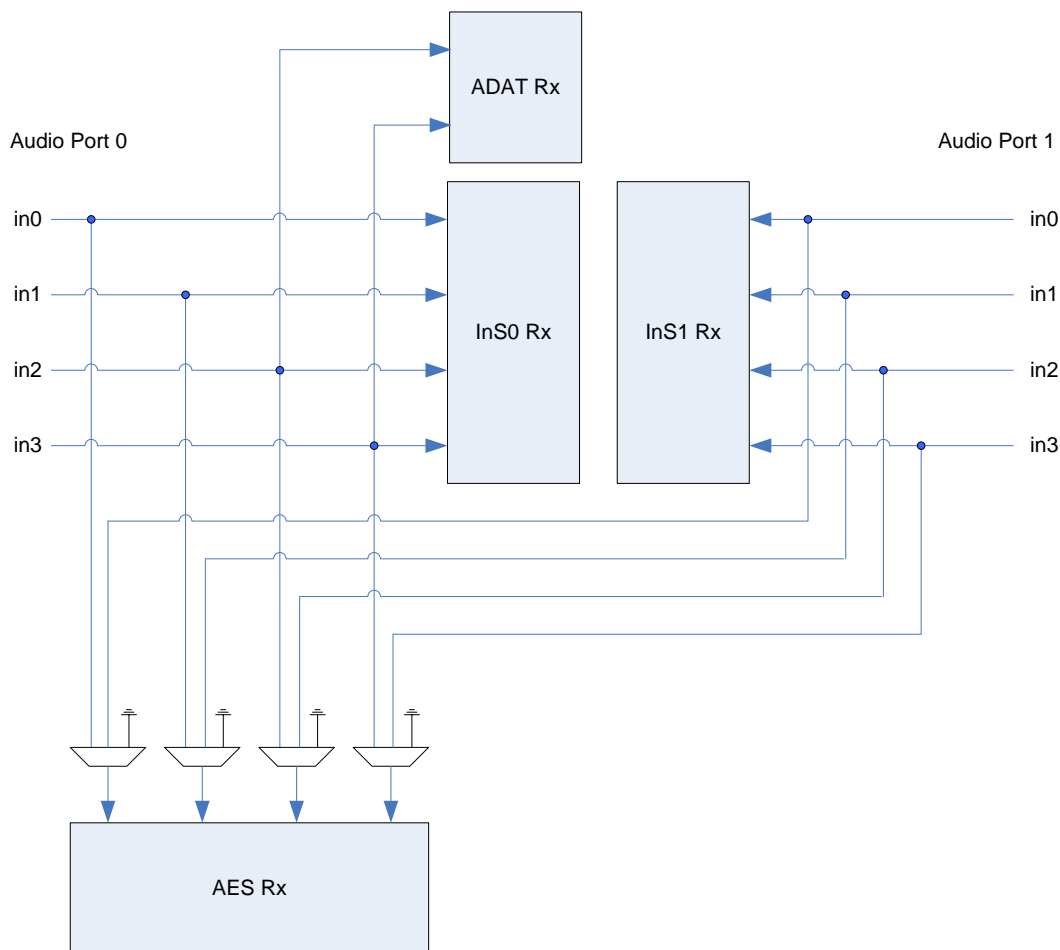 ADAT Rx
Audio Port 0
Audio Port 1
in0
in0
in1
in1
InS0 Rx
InS1 Rx
in2
in2
in3
in3
AES Rx